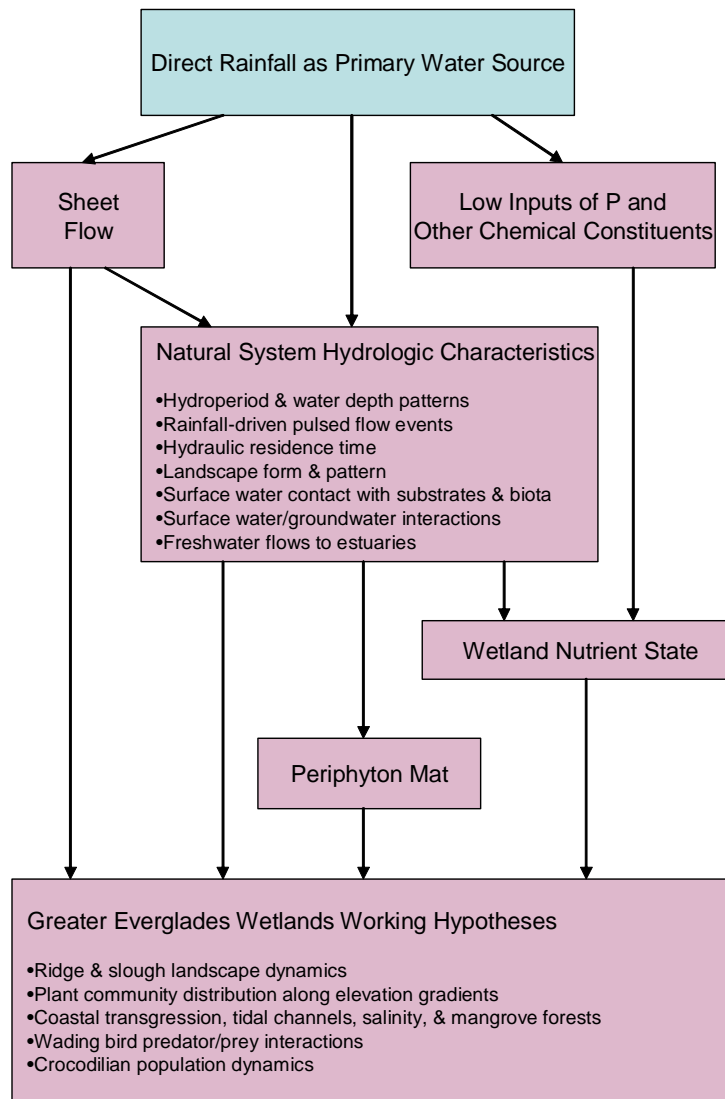 Direct Rainfall as Primary Water Source
Sheet
Flow
Low Inputs of P and
Other Chemical Constituents
Natural System Hydrologic Characteristics
•Hydroperiod & water depth patterns
•Rainfall-driven pulsed flow events
•Hydraulic residence time
•Landscape form & pattern
•Surface water contact with substrates & biota
•Surface water/groundwater interactions
•Freshwater flows to estuaries
Wetland Nutrient State
Periphyton Mat
Greater Everglades Wetlands Working Hypotheses
•Ridge & slough landscape dynamics
•Plant community distribution along elevation gradients
•Coastal transgression, tidal channels, salinity, & mangrove forests
•Wading bird predator/prey interactions
•Crocodilian population dynamics